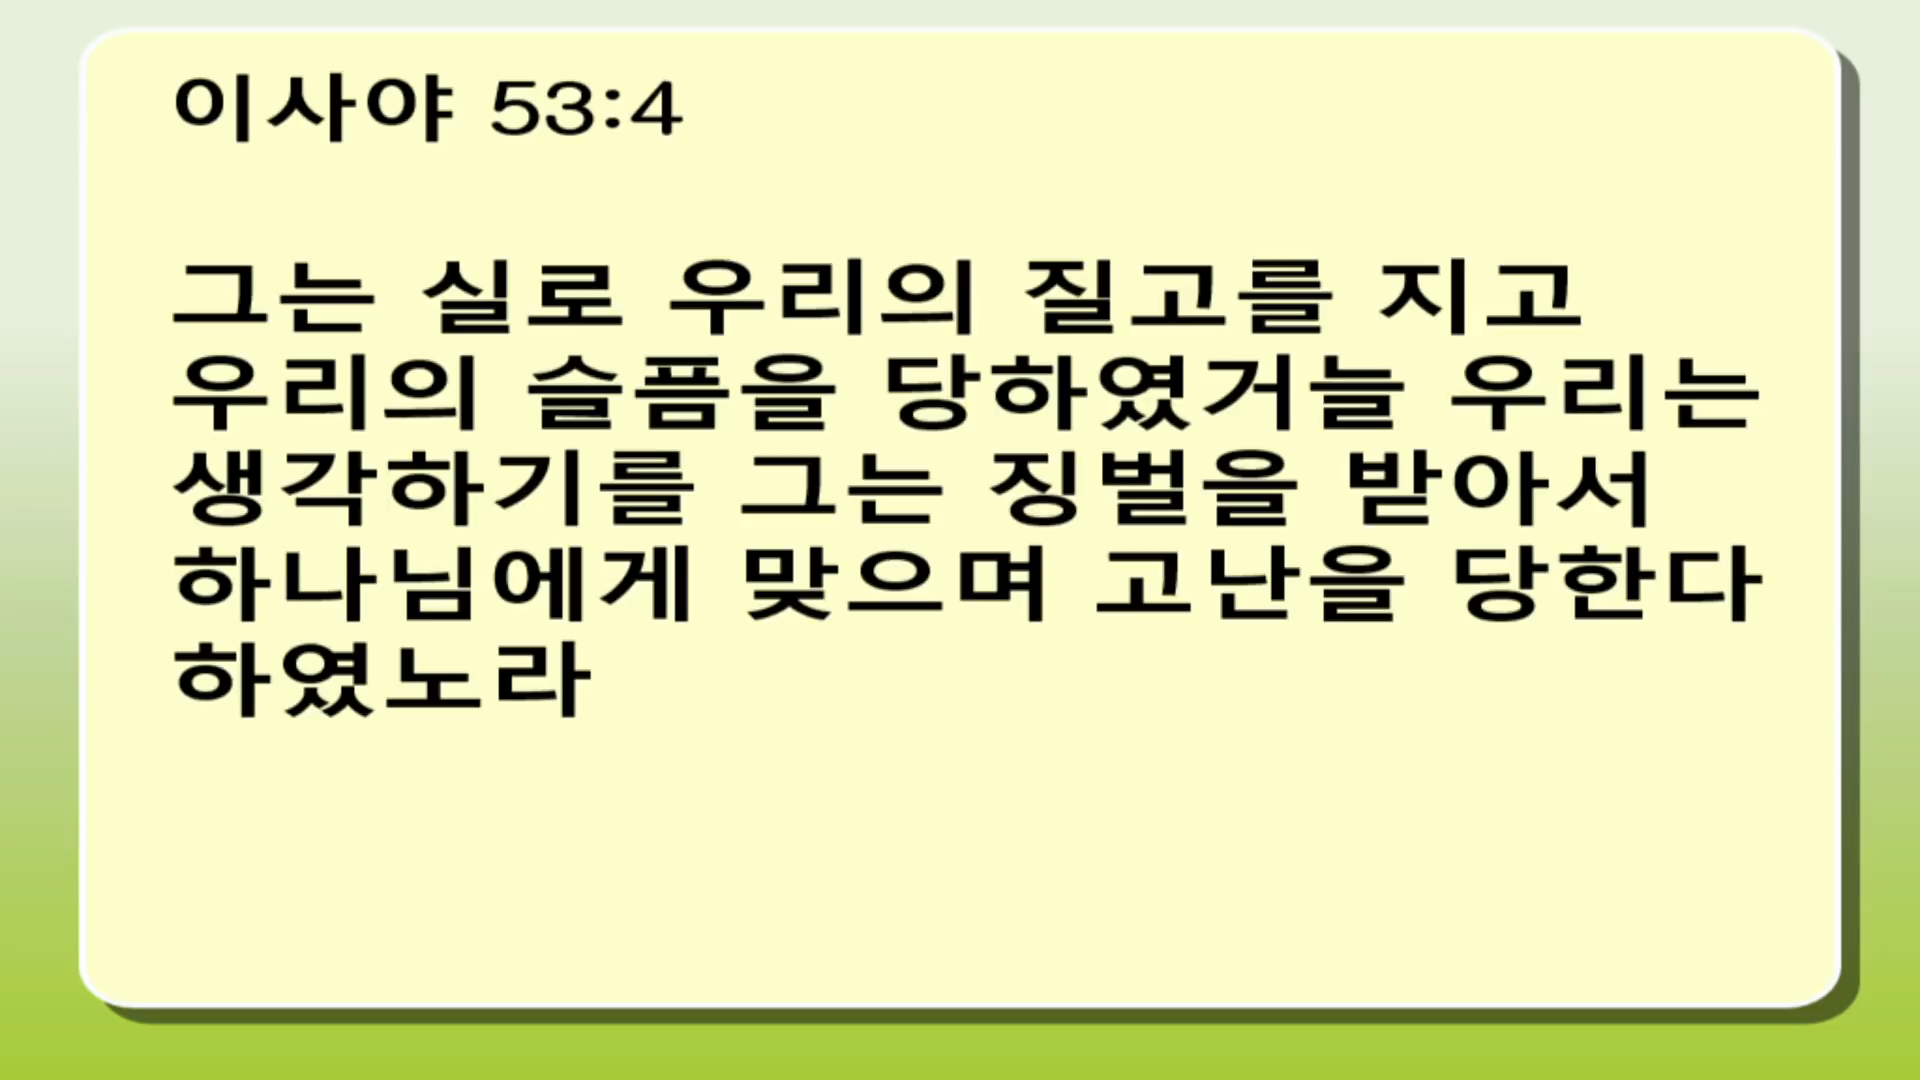 이사야 53:4
그는 실로 우리의 질고를 지고
우리의 슬픔을 당하였거늘 우리는
생각하기를 그는 징벌을 받아서
하나님에게 맞으며 고난을 당한다
하였노라